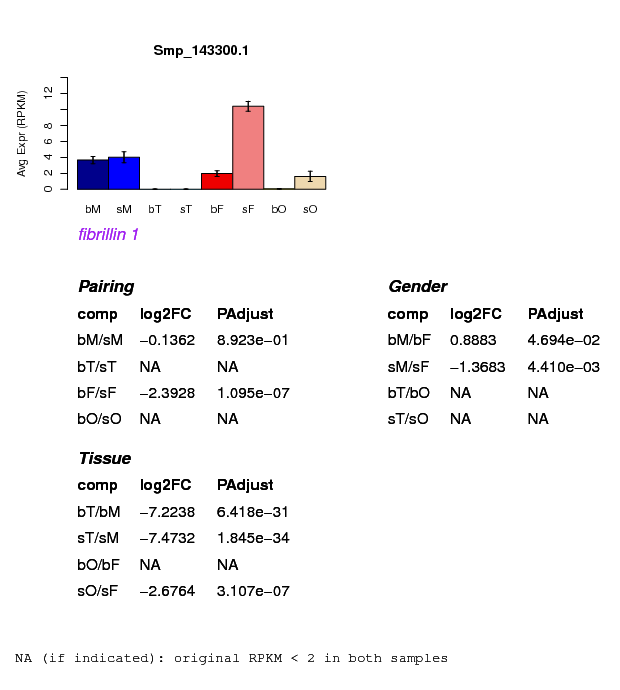 Smp_143300.1
Avg Expr (RPKM)
12
8
6
4
2
0
bM sM bT sT bF sF bO sO
fibrillin 1
Pairing
comp log2FC PAdjust
bM/sM −0.1362 8.923e−01
bT/sT NA NA
bF/sF −2.3928 1.095e−07
bO/sO NA NA
Gender
comp log2FC PAdjust
bM/bF 0.8883 4.694e−02
sM/sF −1.3683 4.410e−03
bT/bO NA NA
sT/sO NA NA
Tissue
comp log2FC PAdjust
bT/bM −7.2238 6.418e−31
sT/sM −7.4732 1.845e−34
bO/bF NA NA
sO/sF −2.6764 3.107e−07
NA (if indicated): original RPKM < 2 in both samples